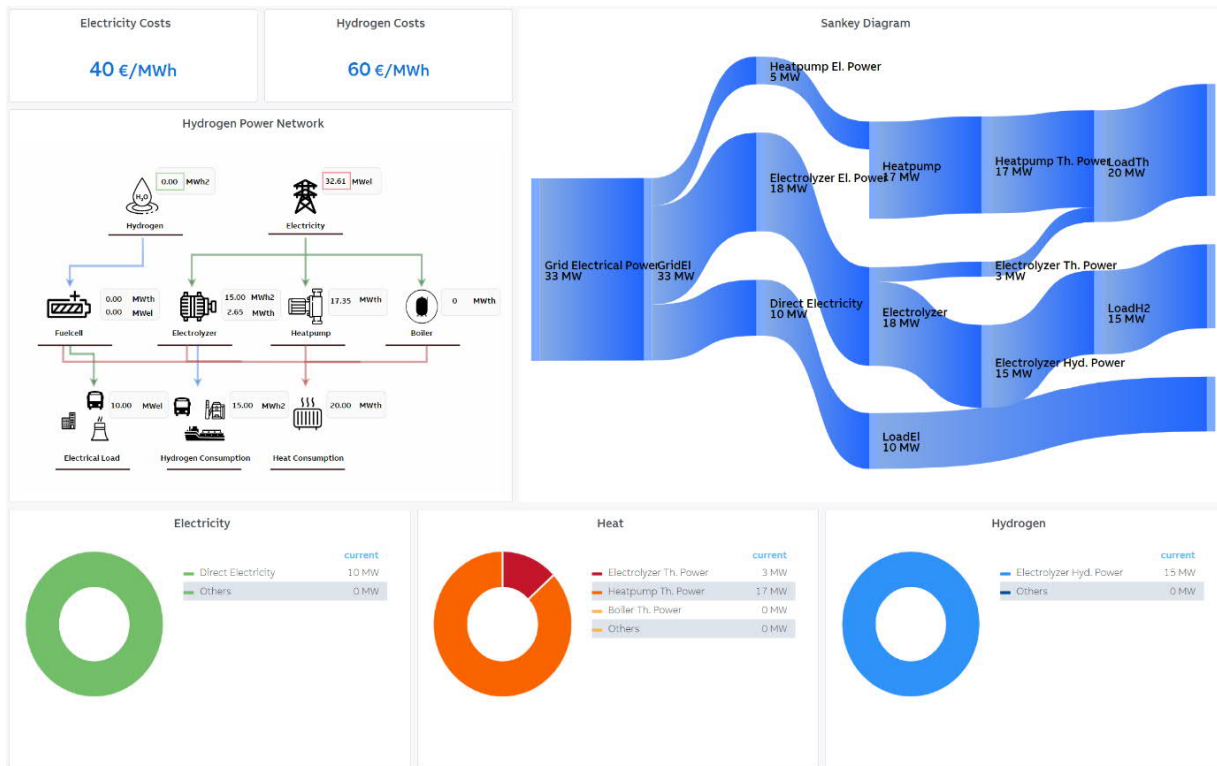 Electricity Costs
40 €/MWh
Hydrogen Costs
60 €/MWh
Hydrogen Power Network
0.00 MWh2
32.61 MWel
H₂O
Hydrogen
Electricity
0.00 MWth
0.00 MWel
15.00 MWh2
2.65 MWth
17.35 MWth
0 MWth
Fuelcell
Electrolyzer
Heatpump
Boiler
10.00 MWel
15.00 MWh2
20.00 MWth
Electrical Load
Hydrogen Consumption
Heat Consumption
Sankey Diagram
Heatpump El. Power
5 MW
Electrolyzer El. Power
18 MW
Heatpump
17 MW
Heatpump Th. Power
17 MW
LoadTh
20 MW
Grid Electrical Power
33 MW
GridEl
33 MW
Direct Electricity
10 MW
Electrolyzer
18 MW
Electrolyzer Th. Power
3 MW
Electrolyzer Hyd. Power
15 MW
LoadH2
15 MW
LoadEl
10 MW
Electricity
current
Direct Electricity 10 MW
Others 0 MW
Heat
current
Electrolyzer Th. Power 3 MW
Heatpump Th. Power 17 MW
Boiler Th. Power 0 MW
Others 0 MW
Hydrogen
current
Electrolyzer Hyd. Power 15 MW
Others 0 MW